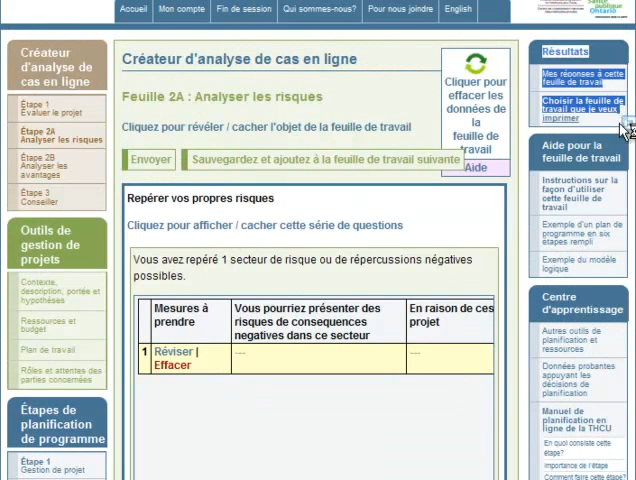 Accueil
Mon compte
Fin de session
Qui sommes-nous?
Pour nous joindre
English
Santé
publique
Ontario
Créateur
d'analyse de
cas en ligne
Étape 1
Évaluer le projet
Étape 2A
Analyser les risques
Étape 2B
Analyser les
avantages
Étape 3
Conseiller
Outils de
gestion de
projets
Contexte,
description, portée et
hypothèses
Ressources et
budget
Plan de travail
Rôles et attentes des
parties concernées
Étapes de
planification
de programme
Étape 1
Gestion de projet
Créateur d'analyse de cas en ligne
Feuille 2A : Analyser les risques
Cliquez pour révéler / cacher l'objet de la feuille de travail
Envoyer
Sauvegardez et ajoutez à la feuille de travail suivante
Cliquer pour
effacer les
données de
la
feuille de
travail
Aide
Repérer vos propres risques
Cliquez pour afficher / cacher cette série de questions
Vous avez repéré 1 secteur de risque ou de répercussions négatives
possibles.
Mesures à
prendre
Vous pourriez présenter des
risques de consequences
negatives dans ce secteur
En raison de ces
projet
1 Réviser |
Effacer
---
---
Résultats
Mes réponses à cette
feuille de travail
Choisir la feuille de
travail que je veux
imprimer
Aide pour la
feuille de travail
Instructions sur la
façon d'utiliser
cette feuille de
travail
Exemple d'un plan de
programme en six
étapes rempli
Exemple du modèle
logique
Centre
d'apprentissage
Autres outils de
planification et
ressources
Données probantes
appuyant les
décisions de
planification
Manuel de
planification en
ligne de la THCU
En quoi consiste cette
étape?
Importance de l'étape
Comment faire cette étape?